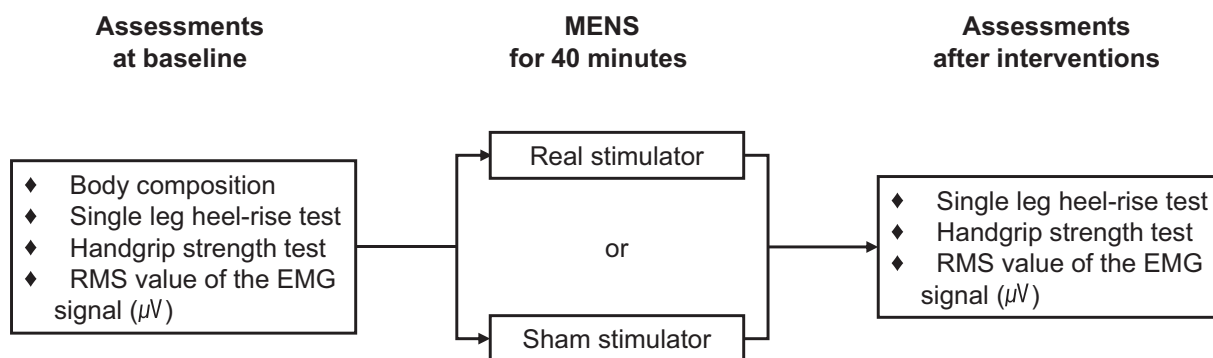 Assessments
at baseline
MENS
for 40 minutes
Assessments
after interventions
♦ Body composition
♦ Single leg heel-rise test
♦ Handgrip strength test
♦ RMS value of the EMG
signal (μV)
Real stimulator
or
Sham stimulator
♦ Single leg heel-rise test
♦ Handgrip strength test
♦ RMS value of the EMG
signal (μV)